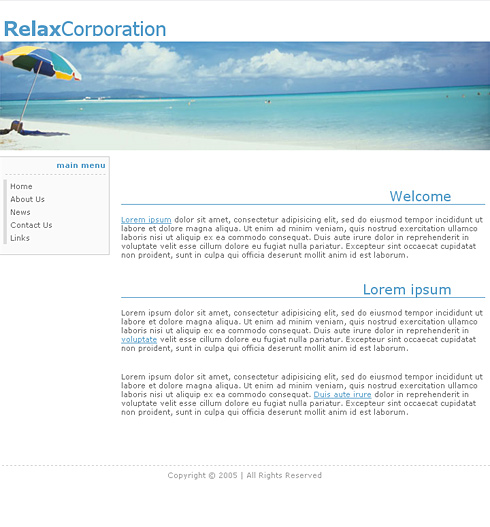 RelaxCorporation
main menu
Home
About Us
News
Contact Us
Links
Welcome
Lorem ipsum dolor sit amet, consectetur adipisicing elit, sed do eiusmod tempor incididunt ut
labore et dolore magna aliqua. Ut enim ad minim veniam, quis nostrud exercitation ullamco
laboris nisi ut aliquip ex ea commodo consequat. Duis aute irure dolor in reprehenderit in
voluptate velit esse cillum dolore eu fugiat nulla pariatur. Excepteur sint occaecat cupidatat
non proident, sunt in culpa qui officia deserunt mollit anim id est laborum.
Lorem ipsum
Lorem ipsum dolor sit amet, consectetur adipisicing elit, sed do eiusmod tempor incididunt ut
labore et dolore magna aliqua. Ut enim ad minim veniam, quis nostrud exercitation ullamco
laboris nisi ut aliquip ex ea commodo consequat. Duis aute irure dolor in reprehenderit in
voluptate velit esse cillum dolore eu fugiat nulla pariatur. Excepteur sint occaecat cupidatat
non proident, sunt in culpa qui officia deserunt mollit anim id est laborum.
Lorem ipsum dolor sit amet, consectetur adipisicing elit, sed do eiusmod tempor incididunt ut
labore et dolore magna aliqua. Ut enim ad minim veniam, quis nostrud exercitation ullamco
laboris nisi ut aliquip ex ea commodo consequat. Duis aute irure dolor in reprehenderit in
voluptate velit esse cillum dolore eu fugiat nulla pariatur. Excepteur sint occaecat cupidatat
non proident, sunt in culpa qui officia deserunt mollit anim id est laborum.
Copyright © 2005 | All Rights Reserved